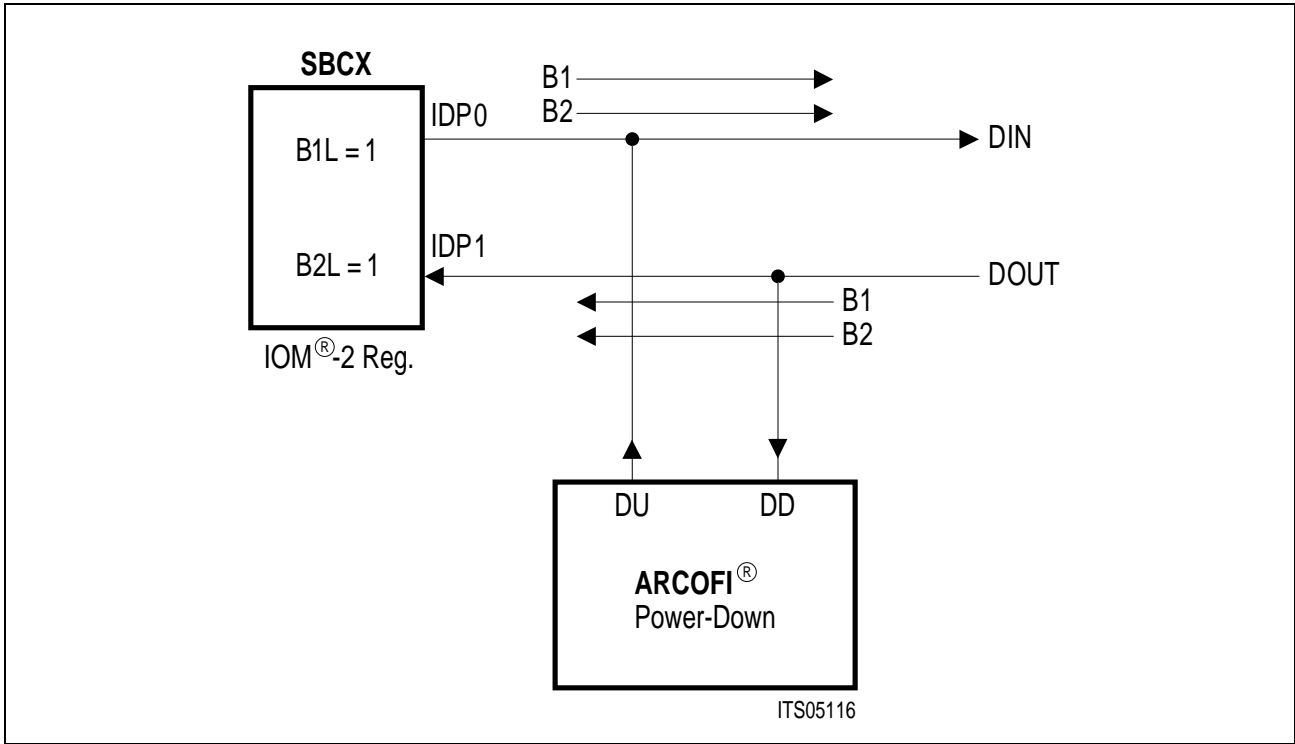 SBCX
B1
B2
IDP0
B1L = 1
DIN
IDP1
B2L = 1
DOUT
B1
B2
IOM®-2 Reg.
DU
DD
ARCOFI®
Power-Down
ITS05116